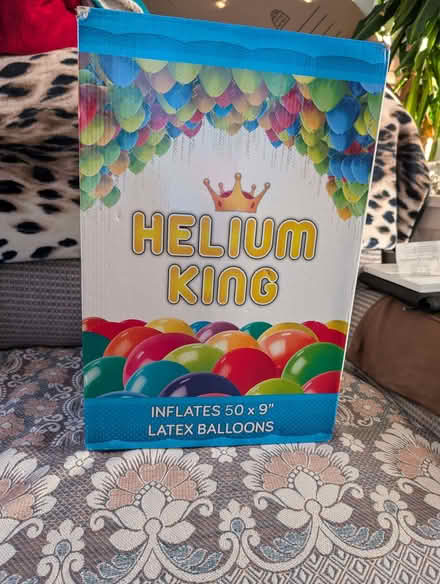 HELIUM
KING
INFLATES 50 x 9"
LATEX BALLOONS